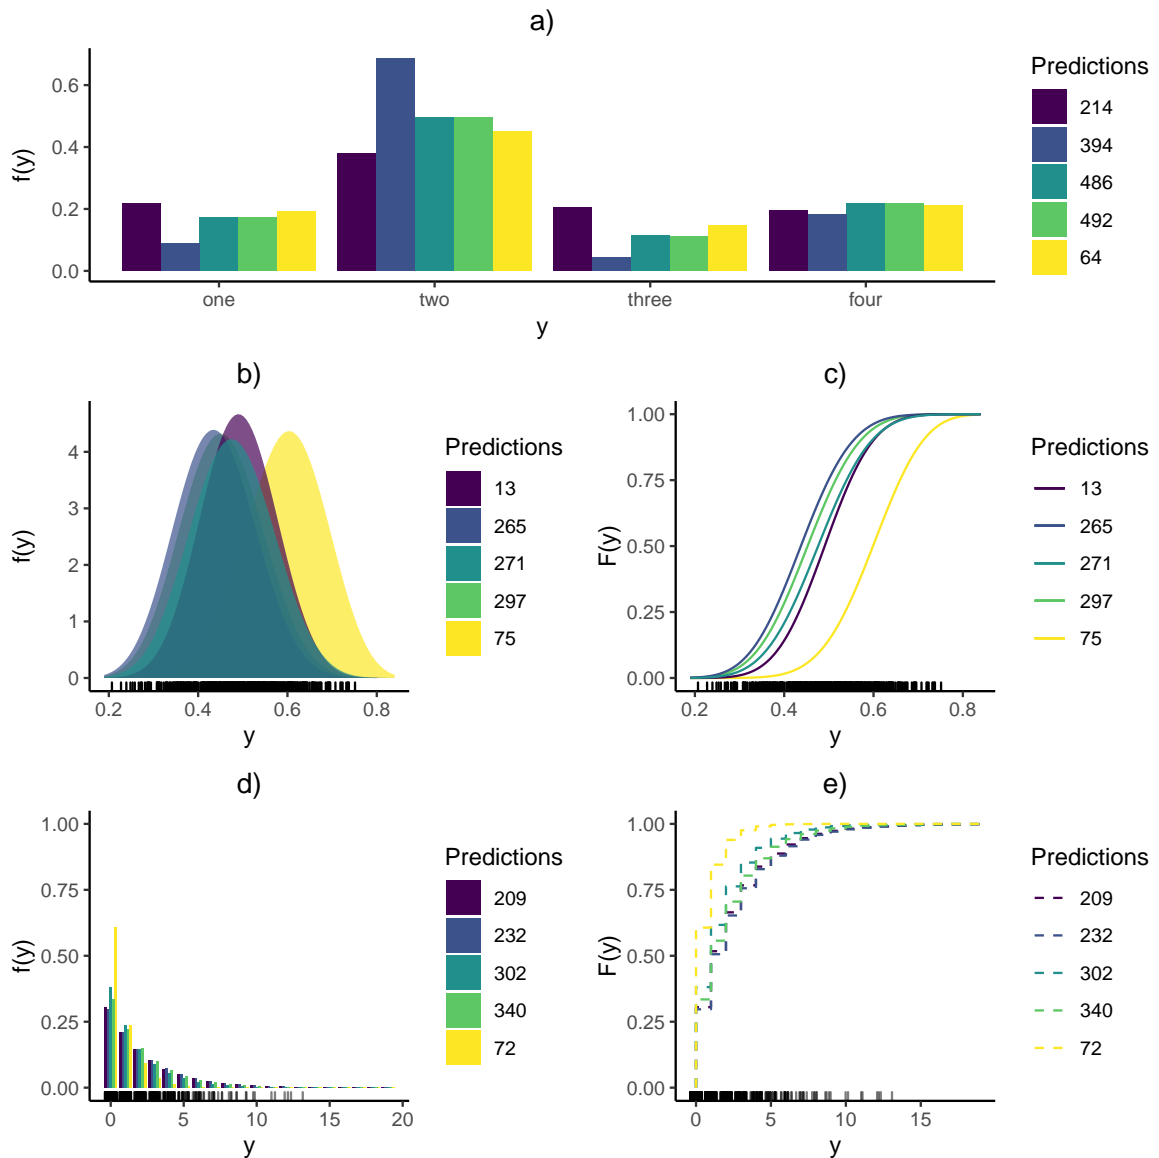 a)
f(y)
0.6
0.4
0.2
0.0
one two three four
y
Predictions
214
394
486
492
64
b)
f(y)
4
3
2
1
0
0.2 0.4 0.6 0.8
y
Predictions
13
265
271
297
75
c)
F(y)
1.00
0.75
0.50
0.25
0.00
0.2 0.4 0.6 0.8
y
Predictions
13
265
271
297
75
d)
f(y)
1.00
0.75
0.50
0.25
0.00
0 5 10 15 20
y
Predictions
209
232
302
340
72
e)
F(y)
1.00
0.75
0.50
0.25
0.00
0 5 10 15
y
Predictions
209
232
302
340
72